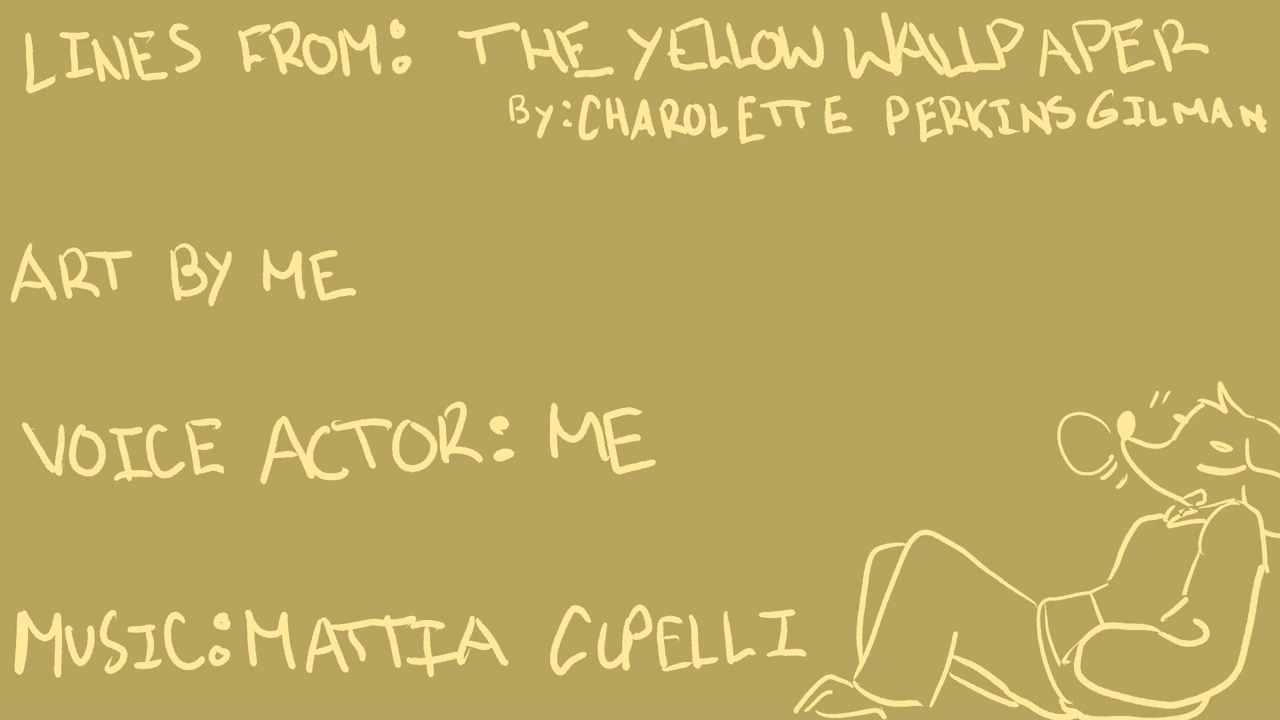 LINES FROM: THE YELLOW WALLPAPER
BY: CHAROLETTE PERKINS GILMAN
ART BY ME
VOICE ACTOR: ME
MUSIC: MATTIA CUPELLI